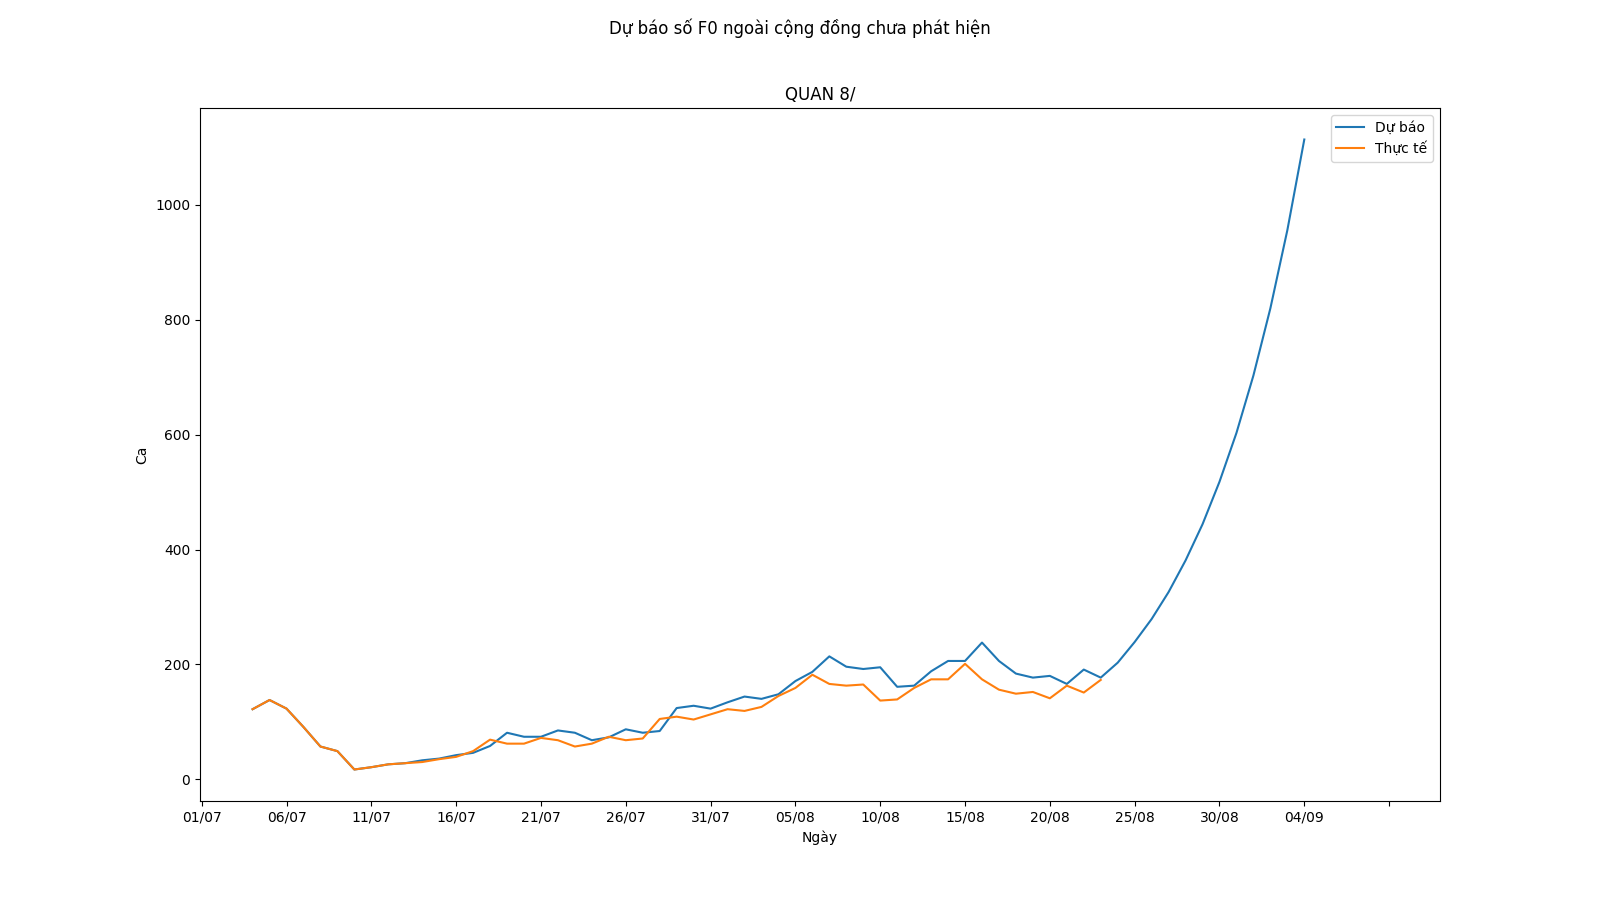 Dự báo số F0 ngoài cộng đồng chưa phát hiện
QUAN 8/
Dự báo
Thực tế
1000
800
600
400
200
0
Ca
01/07 06/07 11/07 16/07 21/07 26/07 31/07 05/08 10/08 15/08 20/08 25/08 30/08 04/09
Ngày